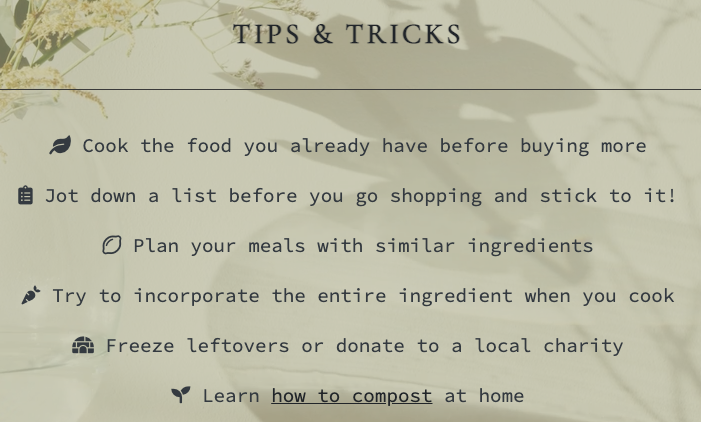 TIPS & TRICKS
Cook the food you already have before buying more
Jot down a list before you go shopping and stick to it!
Plan your meals with similar ingredients
Try to incorporate the entire ingredient when you cook
Freeze leftovers or donate to a local charity
Learn how to compost at home